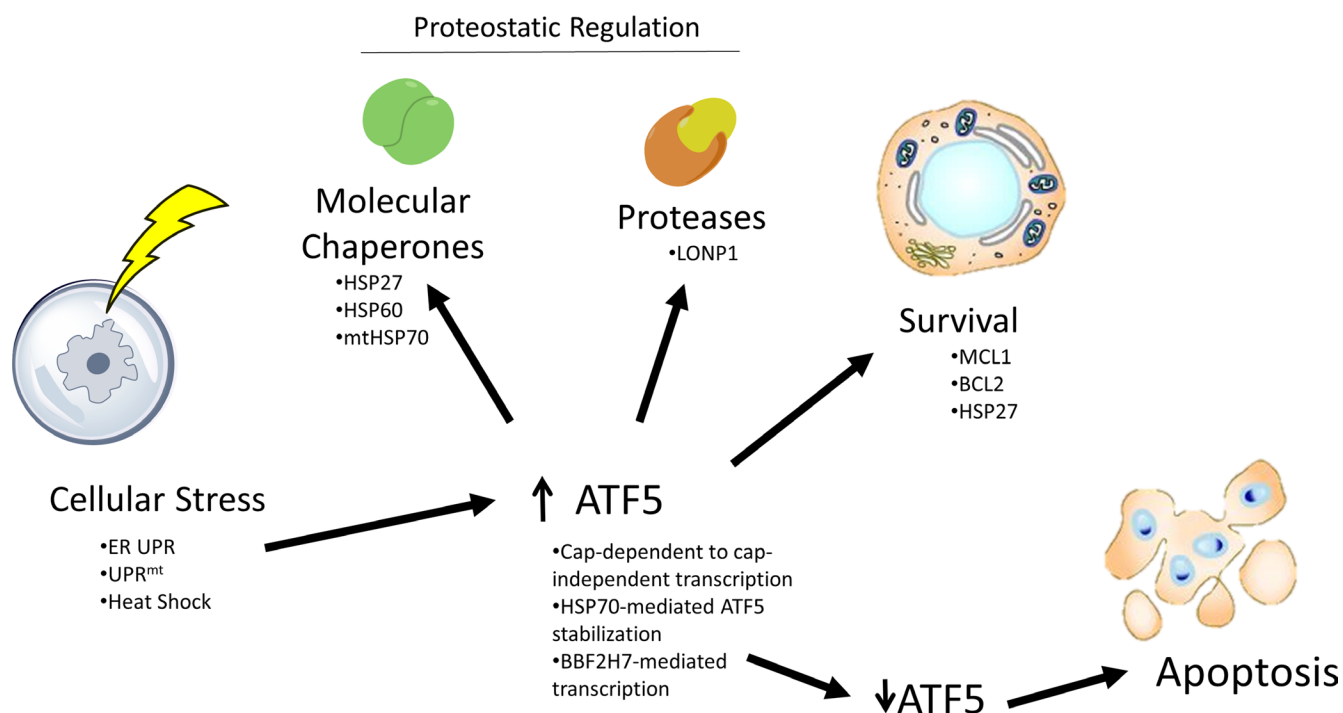 Proteostatic Regulation
Molecular
Chaperones
•HSP27
•HSP60
•mtHSP70
Proteases
•LONP1
Survival
•MCL1
•BCL2
•HSP27
Cellular Stress
•ER UPR
•UPRmt
•Heat Shock
↑ ATF5
•Cap-dependent to cap-
independent transcription
•HSP70-mediated ATF5
stabilization
•BBF2H7-mediated
transcription
↓ATF5
Apoptosis